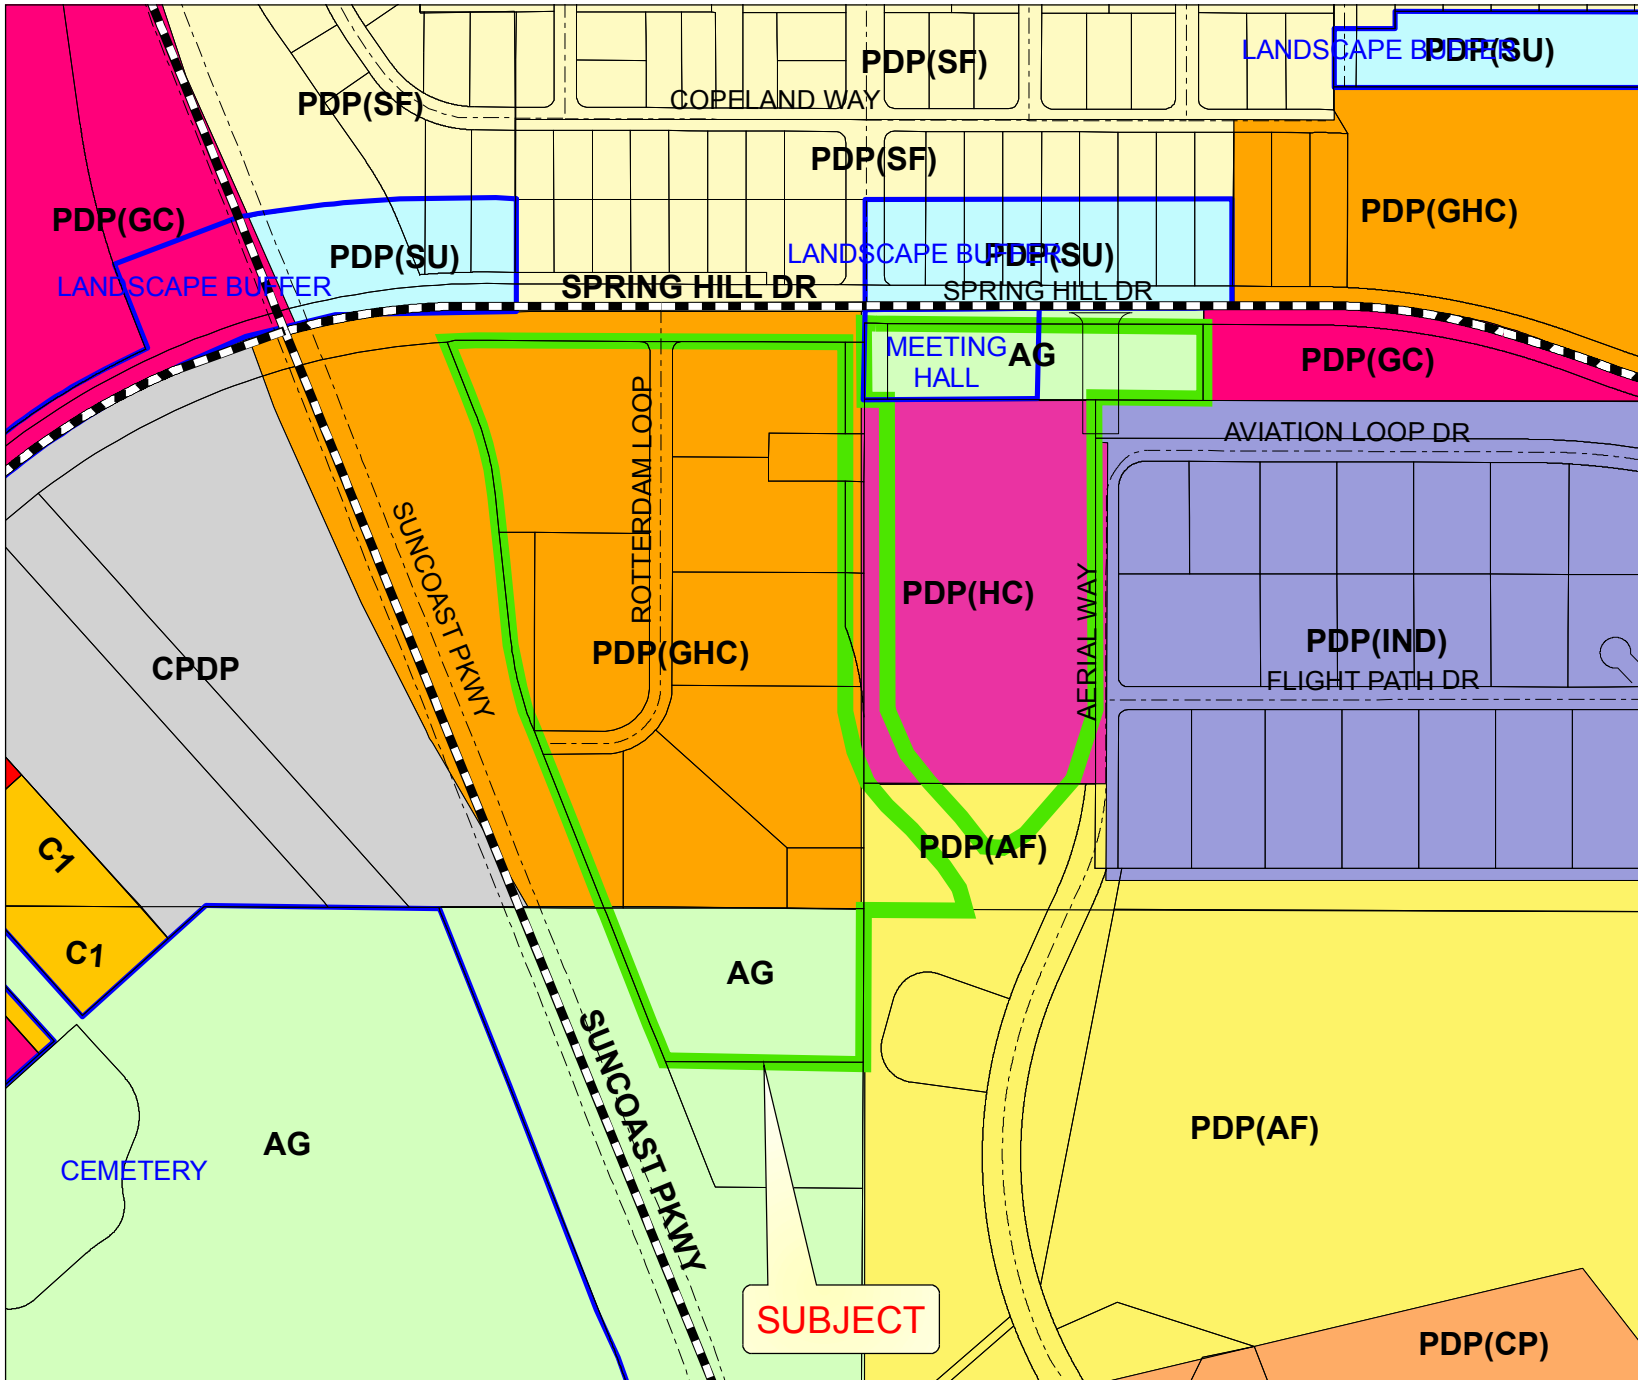 PDP(SF)
LANDSCAPE BUFFER
PDP(SU)
PDP(SF)
COPELAND WAY
PDP(SF)
PDP(GC)
PDP(GHC)
PDP(SU)
LANDSCAPE BUFFER
PDP(SU)
LANDSCAPE BUFFER
SPRING HILL DR
SPRING HILL DR
MEETING
HALL
AG
PDP(GC)
AVIATION LOOP DR
ROTTERDAM LOOP
SUNCOAST PKWY
PDP(HC)
AERIAL WAY
PDP(IND)
FLIGHT PATH DR
CPDP
PDP(GHC)
C1
PDP(AF)
C1
AG
SUNCOAST PKWY
AG
CEMETERY
PDP(AF)
SUBJECT
PDP(CP)